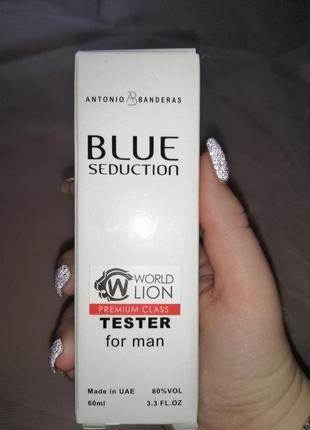 ANTONIO AB BANDERAS
BLUE
SEDUCTION
W WORLD
LION
PREMIUM CLASS
TESTER
for man
Made in UAE 80%VOL
60ml 3.3 FL.OZ